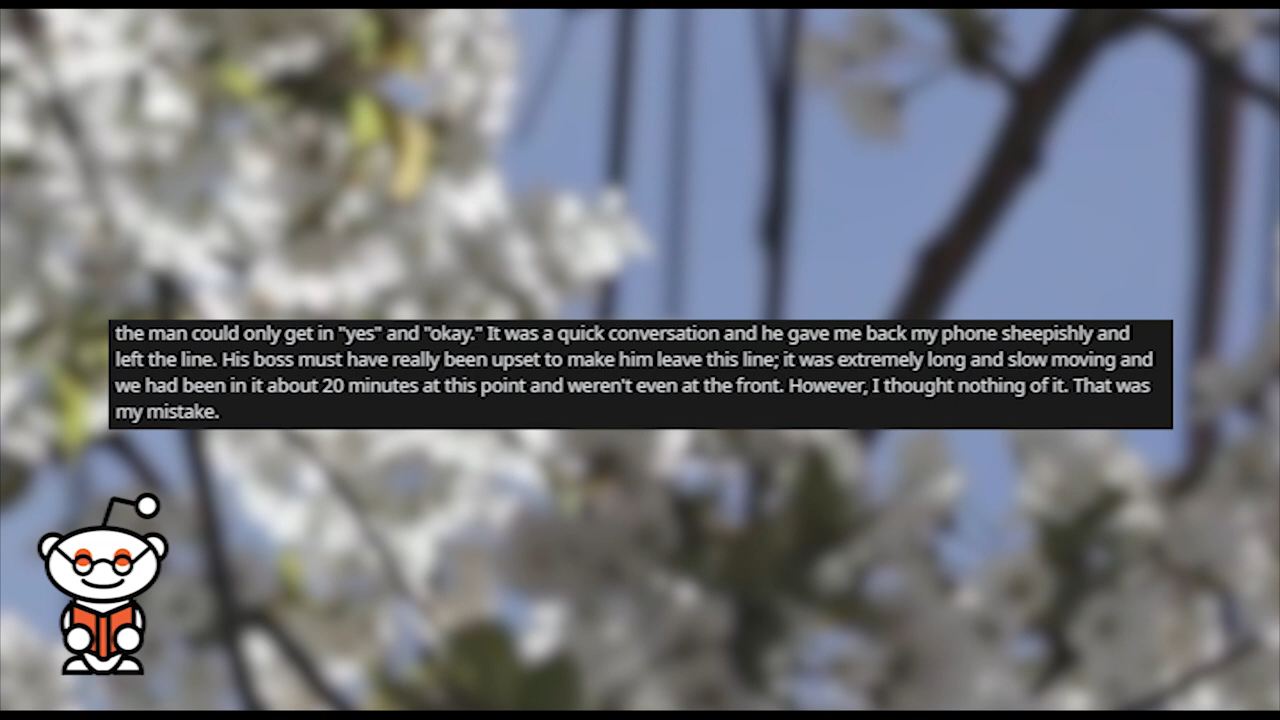 the man could only get in "yes" and "okay." It was a quick conversation and he gave me back my phone sheepishly and
left the line. His boss must have really been upset to make him leave this line; it was extremely long and slow moving and
we had been in it about 20 minutes at this point and weren't even at the front. However, I thought nothing of it. That was
my mistake.